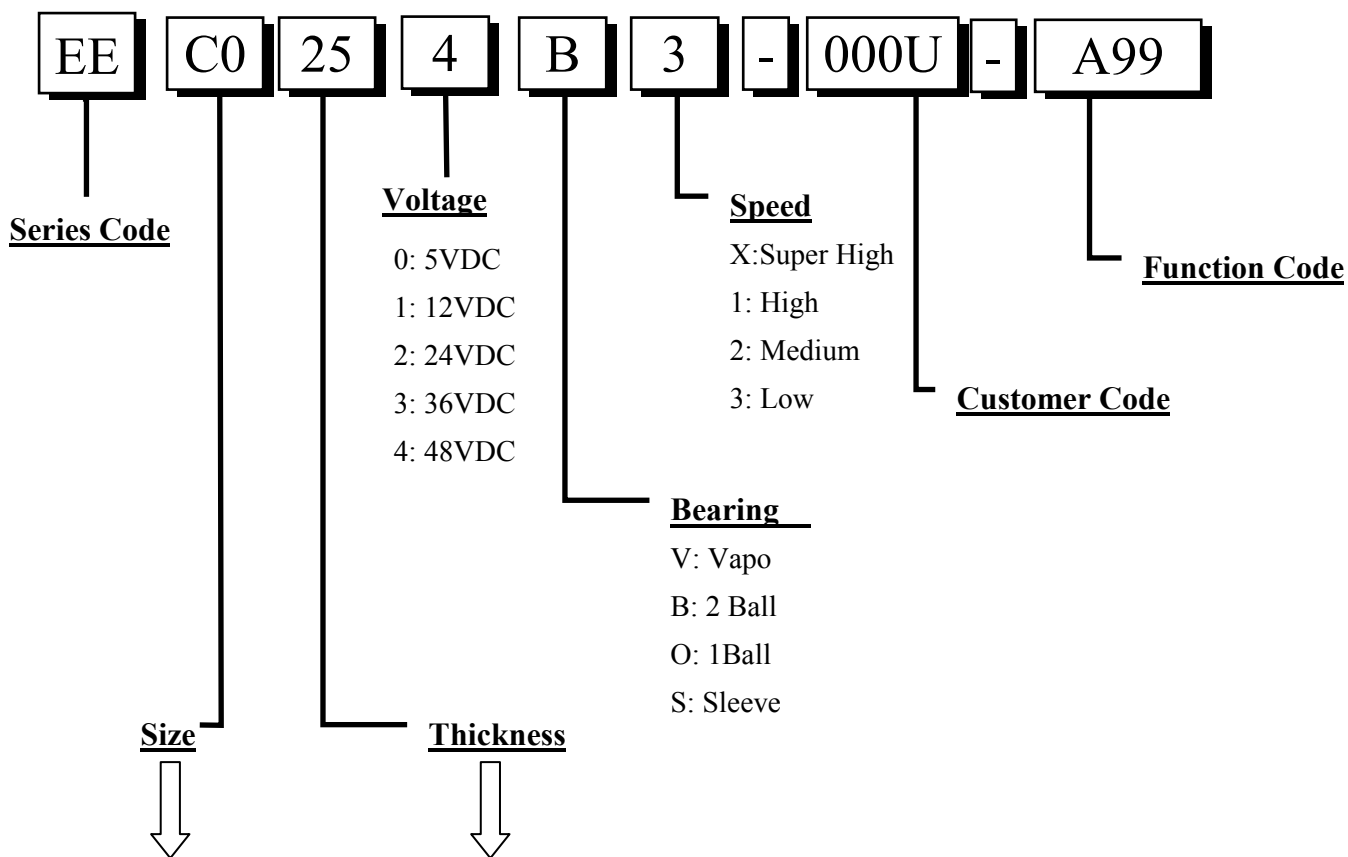 EE C0 25 4 B 3 - 000U - A99
Series Code
Voltage
0: 5VDC
1: 12VDC
2: 24VDC
3: 36VDC
4: 48VDC
Speed
X:Super High
1: High
2: Medium
3: Low
Function Code
Customer Code
Bearing
V: Vapo
B: 2 Ball
O: 1Ball
S: Sleeve
Size
Thickness